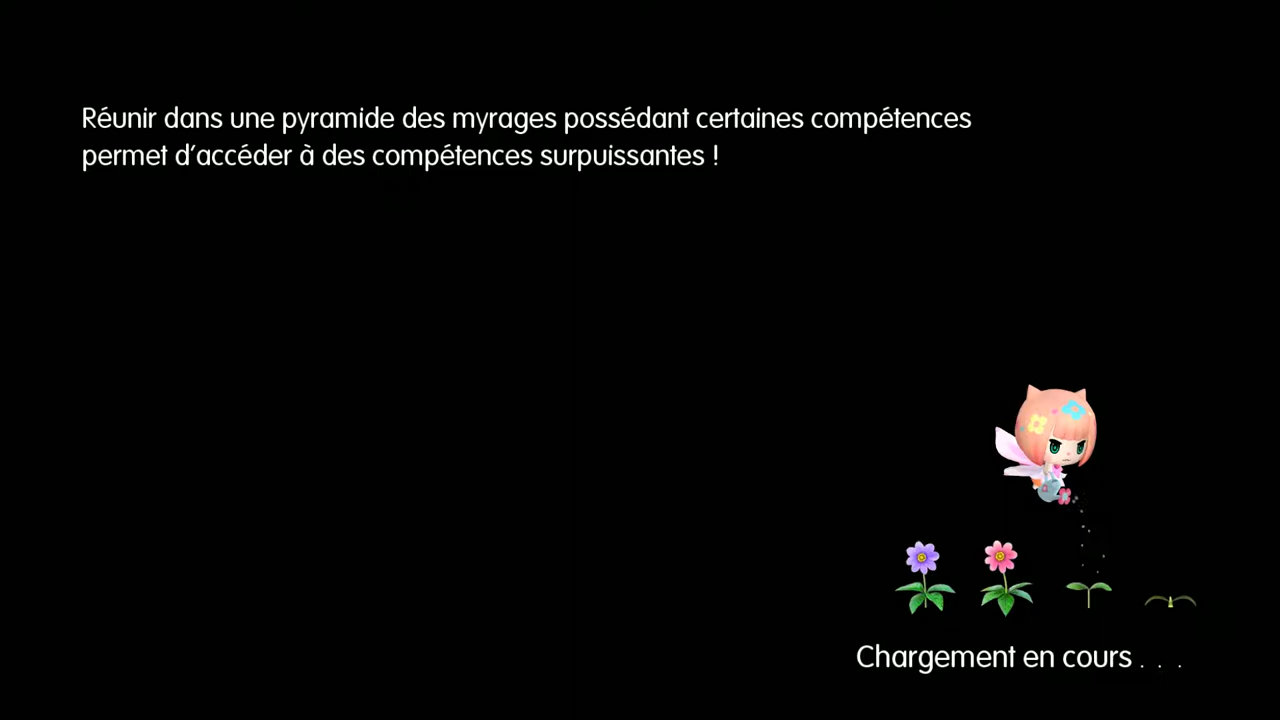 Réunir dans une pyramide des myrages possédant certaines compétences
permet d'accéder à des compétences surpuissantes !
Chargement en cours . . .